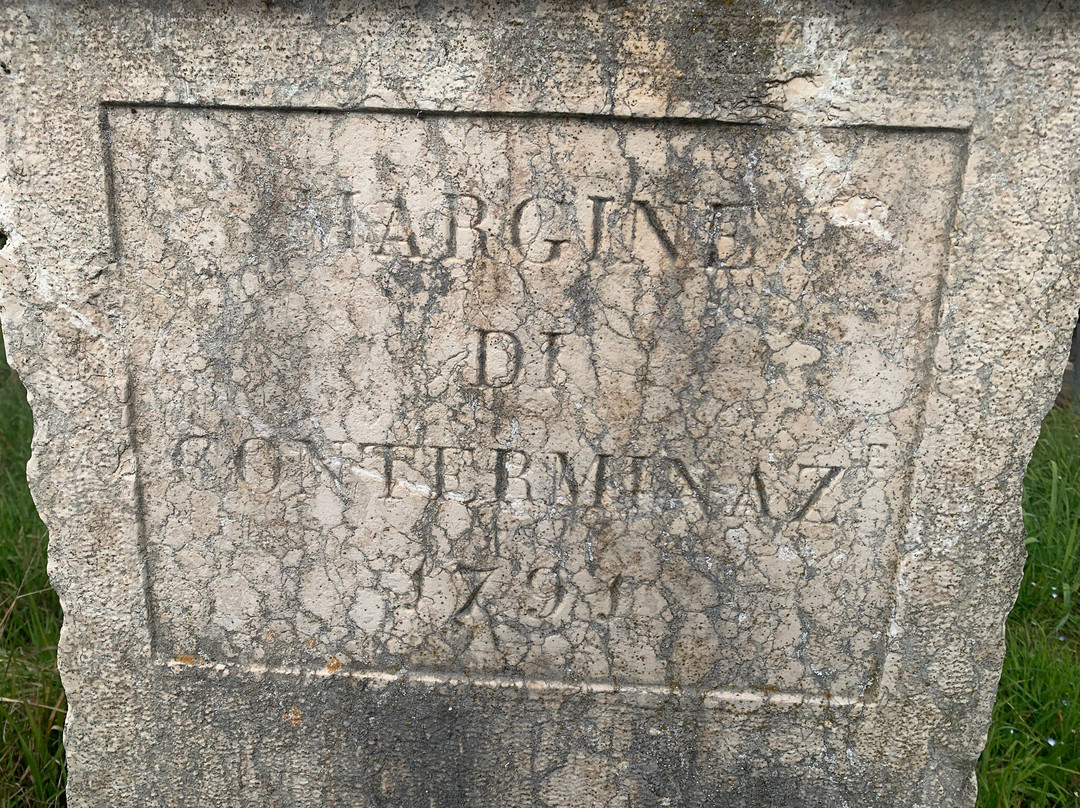 MARGINE
DI
CONTERMINAZ.E
1791